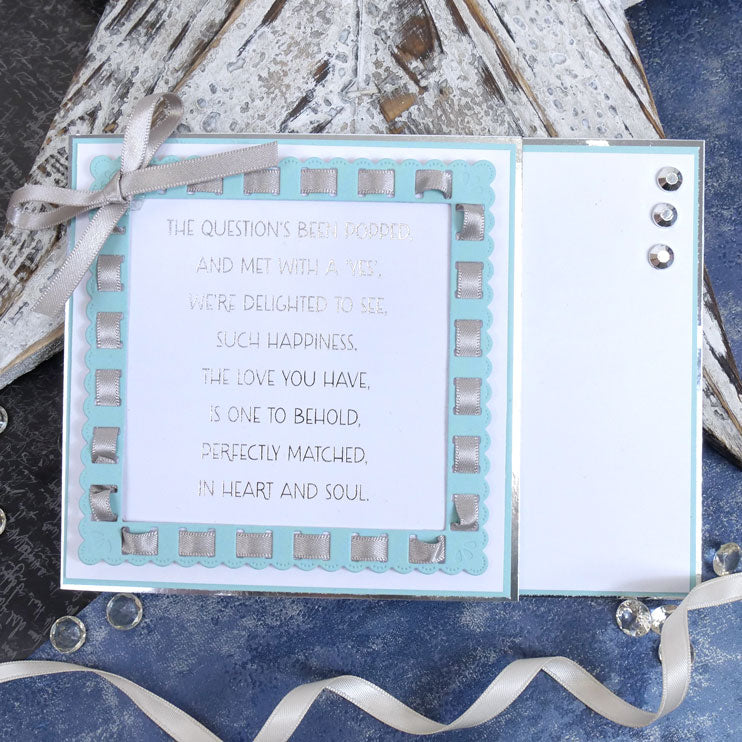 THE QUESTION'S BEEN POPPED,
AND MET WITH A 'YES',
WE'RE DELIGHTED TO SEE,
SUCH HAPPINESS.
THE LOVE YOU HAVE,
IS ONE TO BEHOLD,
PERFECTLY MATCHED,
IN HEART AND SOUL.